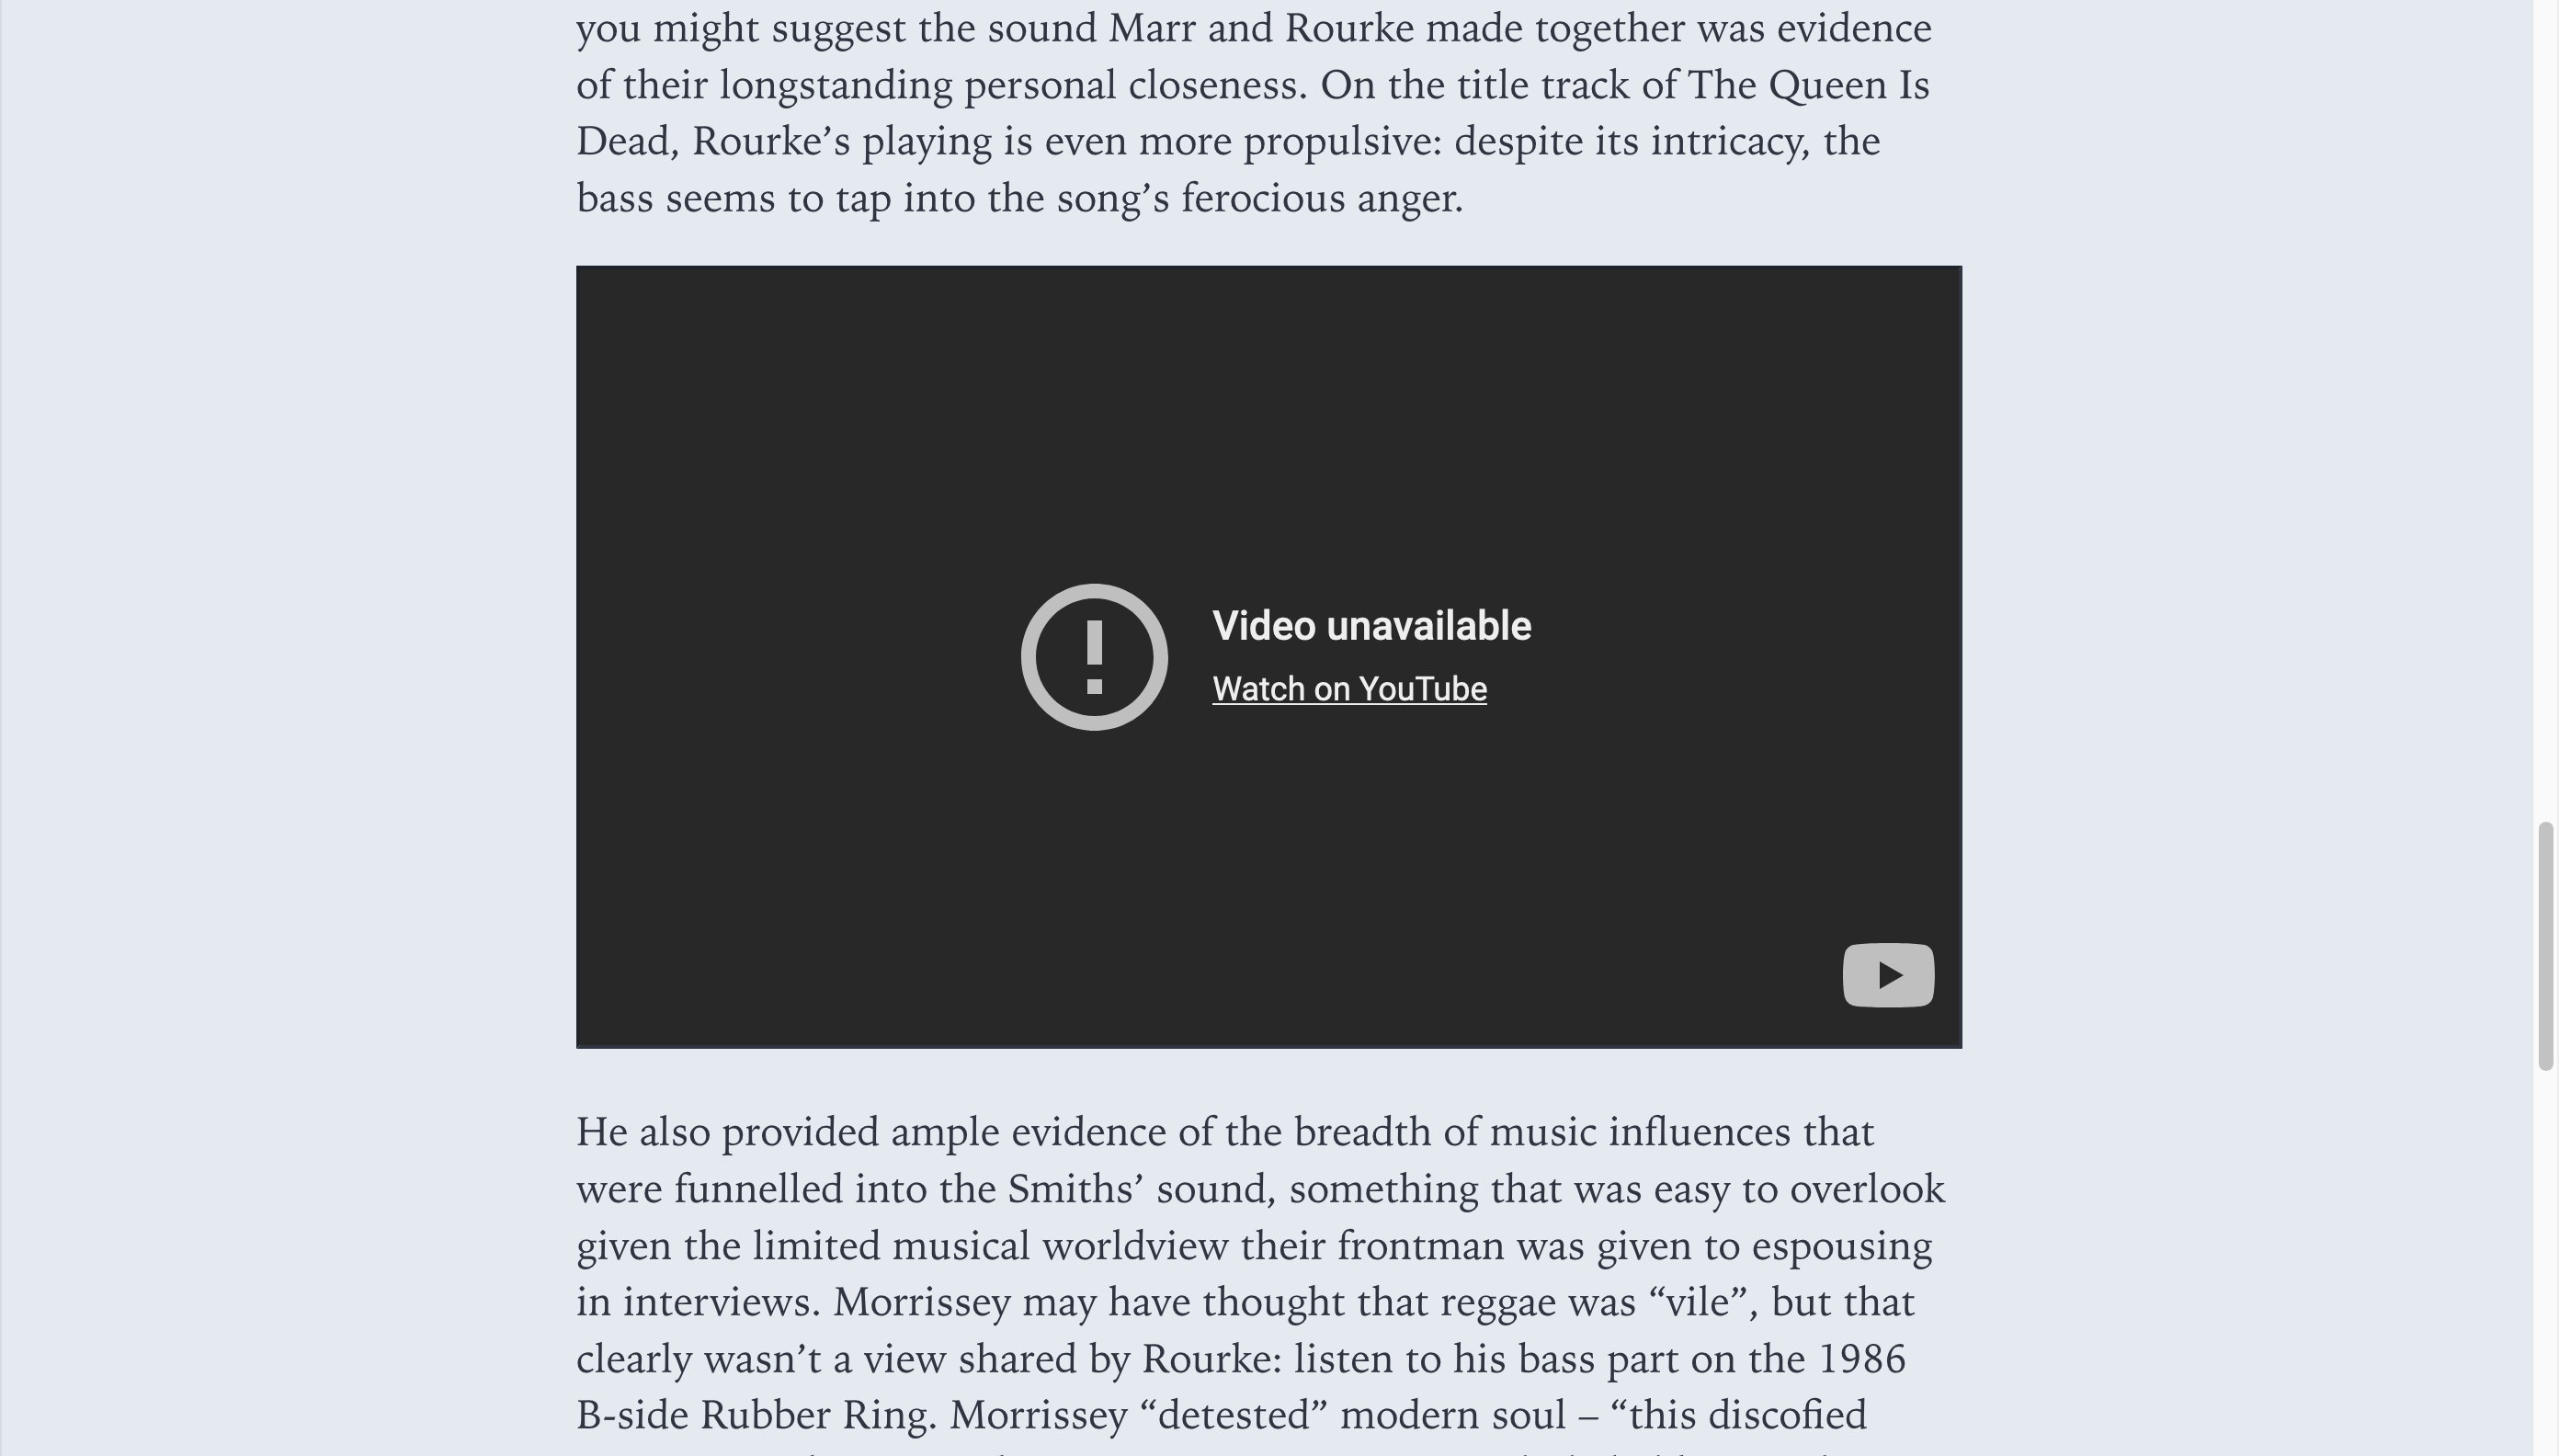 you might suggest the sound Marr and Rourke made together was evidence
of their longstanding personal closeness. On the title track of The Queen Is
Dead, Rourke’s playing is even more propulsive: despite its intricacy, the
bass seems to tap into the song’s ferocious anger.
Video unavailable
Watch on YouTube
He also provided ample evidence of the breadth of music influences that
were funnelled into the Smiths’ sound, something that was easy to overlook
given the limited musical worldview their frontman was given to espousing
in interviews. Morrissey may have thought that reggae was “vile”, but that
clearly wasn’t a view shared by Rourke: listen to his bass part on the 1986
B-side Rubber Ring. Morrissey “detested” modern soul – “this discofied